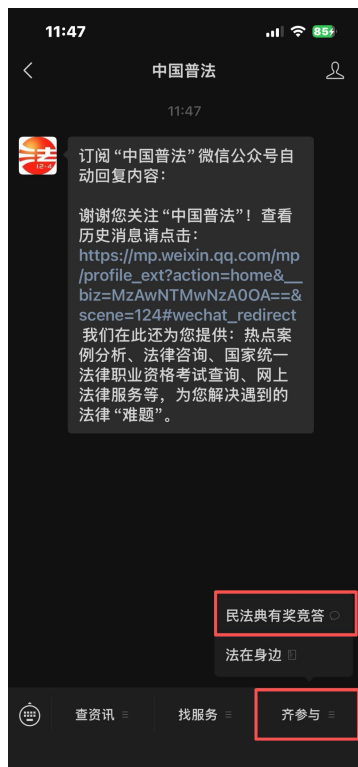 11:47
85
中国普法
11:47
法
12·4
订阅“中国普法”微信公众号自
动回复内容：
谢谢您关注“中国普法”！查看
历史消息请点击：
https://mp.weixin.qq.com/mp
/profile_ext?action=home&__
biz=MzAwNTMwNzA0OA==&
scene=124#wechat_redirect
我们在此还为您提供：热点案
例分析、法律咨询、国家统一
法律职业资格考试查询、网上
法律服务等，为您解决遇到的
法律“难题”。
民法典有奖竞答
法在身边
查资讯
找服务
齐参与